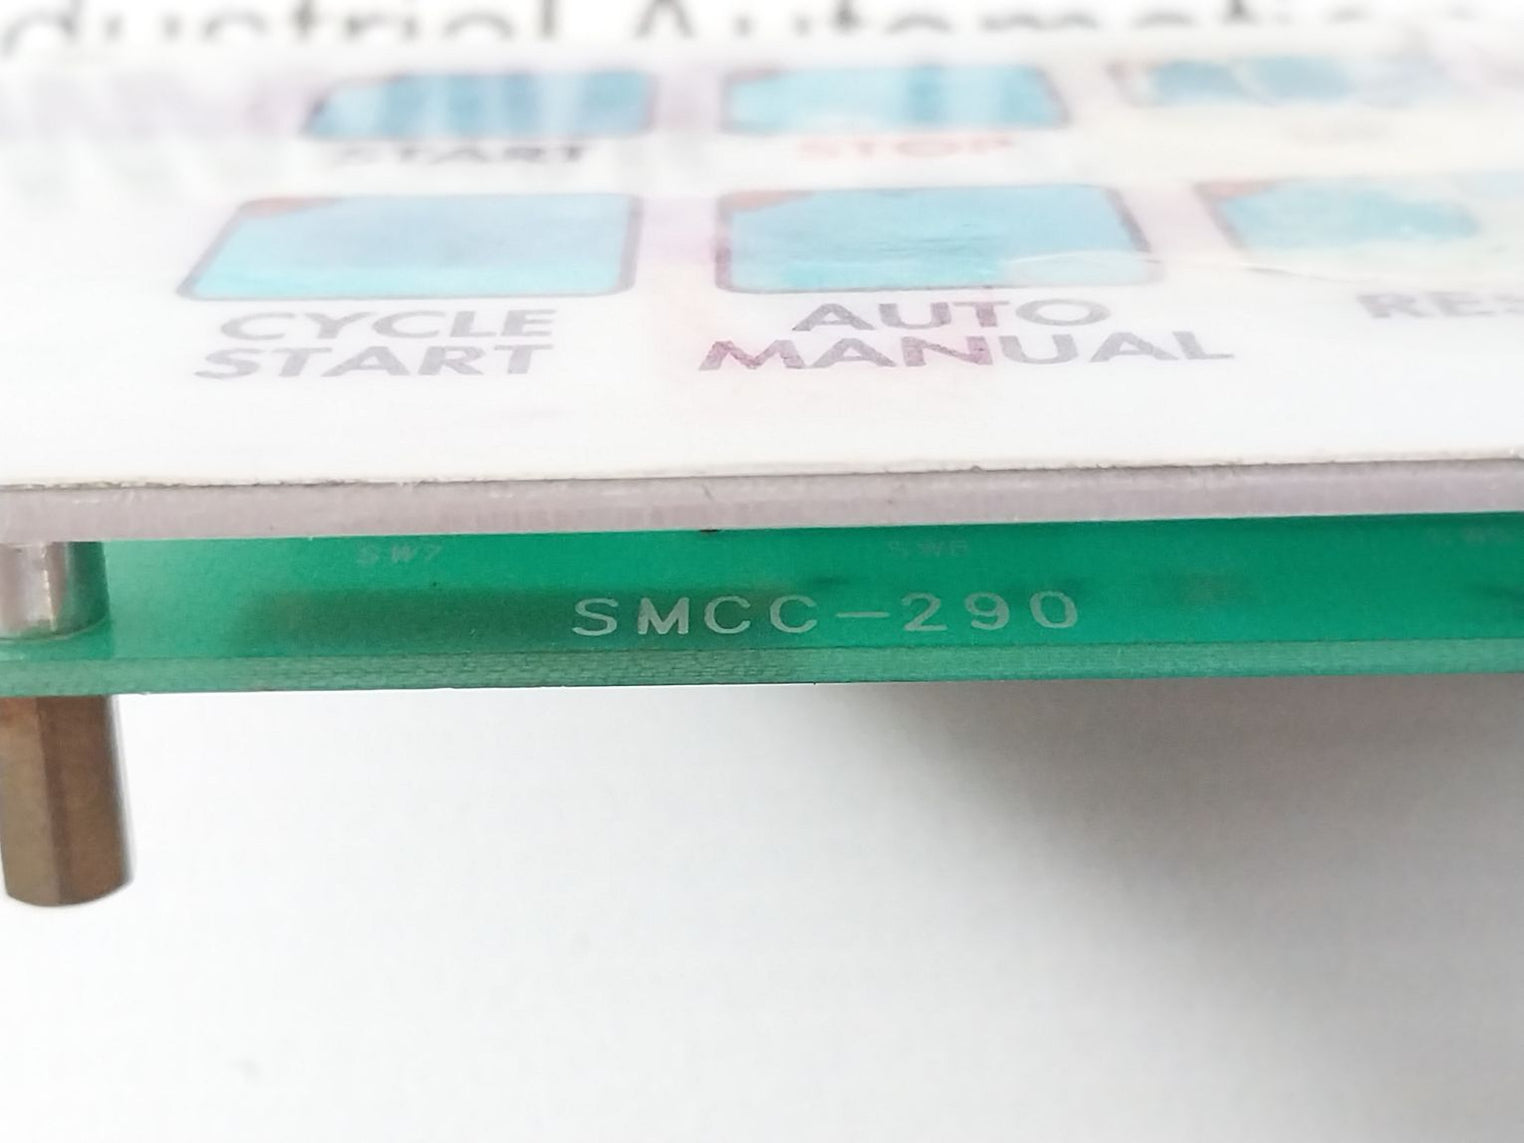 START
STOP
CYCLE
START
AUTO
MANUAL
SW7
SW8
SMCC-290